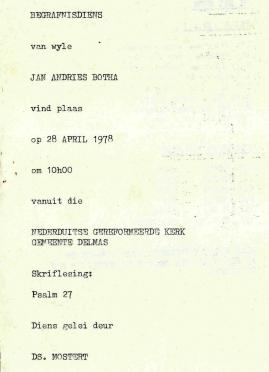 BEGRAFNISDIENS
van wyle
JAN ANDRIES BOTHA
vind plaas
op 28 APRIL 1978
om 10h00
vanuit die
NEDERDUITSE GEREFORMEERDE KERK
GEMEENTE DELMAS
Skriflesing:
Psalm 27
Diens gelei deur
DS. MOSTERT